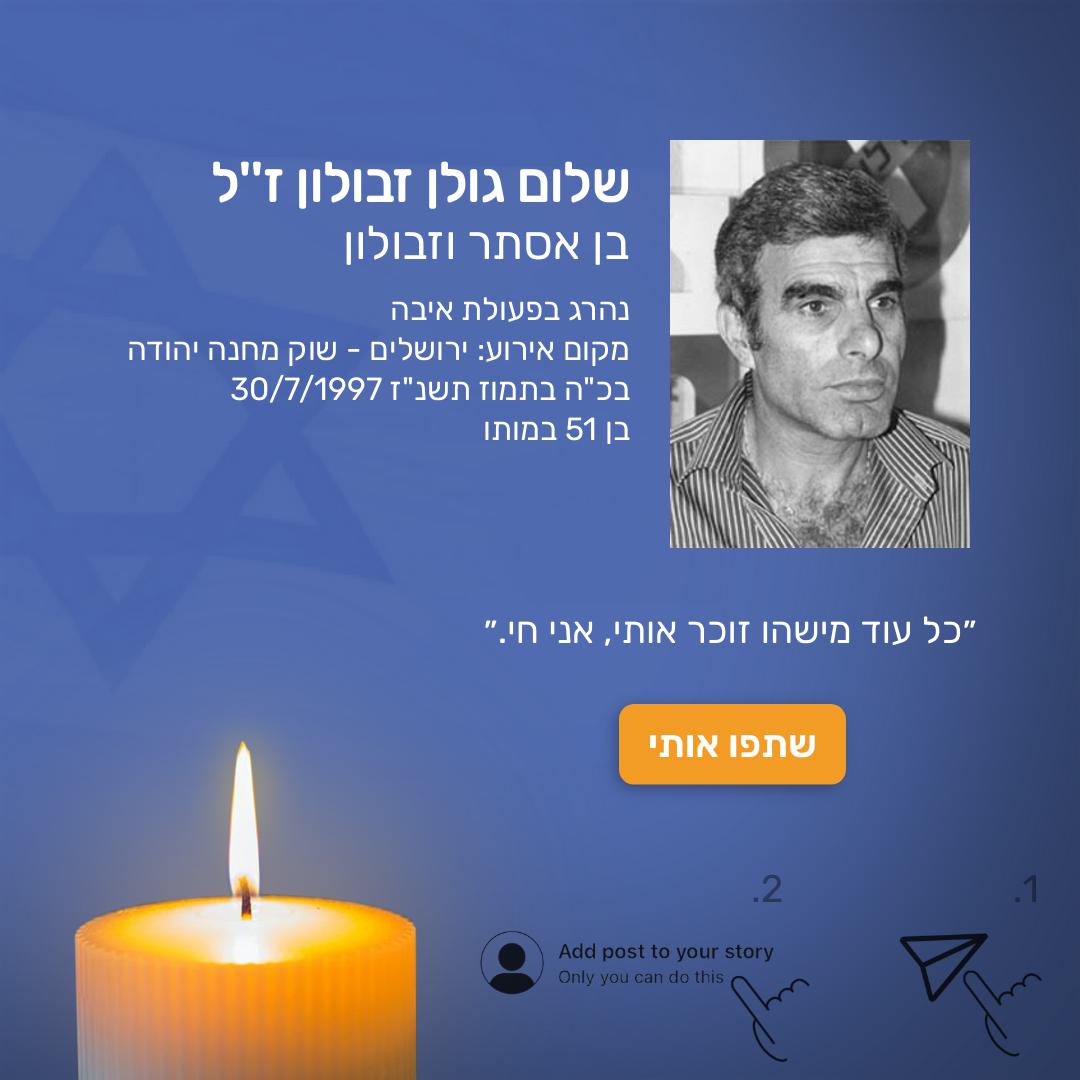 שלום גולן זבולון ז"ל
בן אסתר וזבולון
נהרג בפעולת איבה
מקום אירוע: ירושלים - שוק מחנה יהודה
בכ"ה בתמוז תשנ"ז 30/7/1997
בן 51 במותו
״כל עוד מישהו זוכר אותי, אני חי.״
שתפו אותי
1.
2.
Add post to your story
Only you can do this